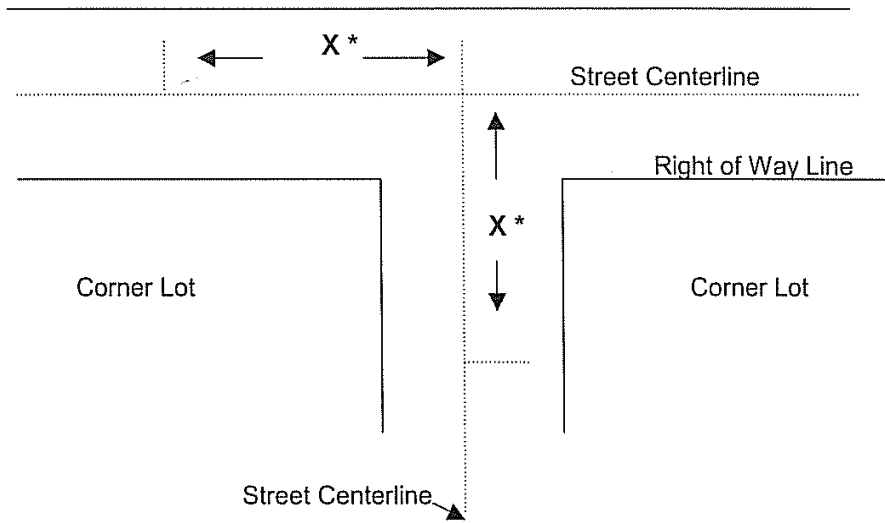 X *
Street Centerline
Right of Way Line
X *
Corner Lot
Corner Lot
Street Centerline